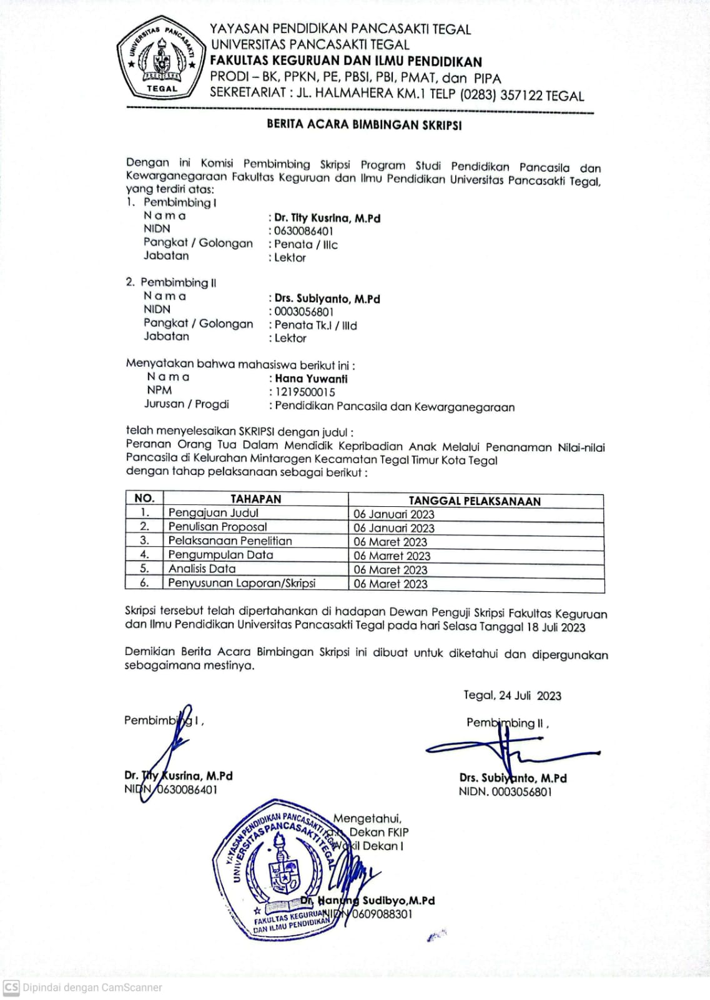 UNIVERSITAS PANCASAKTI
TEGAL
YAYASAN PENDIDIKAN PANCASAKTI TEGAL
UNIVERSITAS PANCASAKTI TEGAL
FAKULTAS KEGURUAN DAN ILMU PENDIDIKAN
PRODI – BK, PPKN, PE, PBSI, PBI, PMAT, dan PIPA
SEKRETARIAT : JL. HALMAHERA KM.1 TELP (0283) 357122 TEGAL
BERITA ACARA BIMBINGAN SKRIPSI
Dengan ini Komisi Pembimbing Skripsi Program Studi Pendidikan Pancasila dan
Kewarganegaraan Fakultas Keguruan dan Ilmu Pendidikan Universitas Pancasakti Tegal,
yang terdiri atas:
1. Pembimbing I
N a m a : Dr. Tity Kusrina, M.Pd
NIDN : 0630086401
Pangkat / Golongan : Penata / IIIc
Jabatan : Lektor
2. Pembimbing II
N a m a : Drs. Subiyanto, M.Pd
NIDN : 0003056801
Pangkat / Golongan : Penata Tk.I / IIId
Jabatan : Lektor
Menyatakan bahwa mahasiswa berikut ini :
N a m a : Hana Yuwanti
NPM : 1219500015
Jurusan / Progdi : Pendidikan Pancasila dan Kewarganegaraan
telah menyelesaikan SKRIPSI dengan judul :
Peranan Orang Tua Dalam Mendidik Kepribadian Anak Melalui Penanaman Nilai-nilai
Pancasila di Kelurahan Mintaragen Kecamatan Tegal Timur Kota Tegal
dengan tahap pelaksanaan sebagai berikut :
NO. TAHAPAN TANGGAL PELAKSANAAN
1. Pengajuan Judul 06 Januari 2023
2. Penulisan Proposal 06 Januari 2023
3. Pelaksanaan Penelitian 06 Maret 2023
4. Pengumpulan Data 06 Marret 2023
5. Analisis Data 06 Maret 2023
6. Penyusunan Laporan/Skripsi 06 Maret 2023
Skripsi tersebut telah dipertahankan di hadapan Dewan Penguji Skripsi Fakultas Keguruan
dan Ilmu Pendidikan Universitas Pancasakti Tegal pada hari Selasa Tanggal 18 Juli 2023
Demikian Berita Acara Bimbingan Skripsi ini dibuat untuk diketahui dan dipergunakan
sebagaimana mestinya.
Tegal, 24 Juli 2023
Pembimbing I , Pembimbing II ,
Dr. Tity Kusrina, M.Pd Drs. Subiyanto, M.Pd
NIDN. 0630086401 NIDN. 0003056801
Mengetahui,
a.n. Dekan FKIP
Wakil Dekan I
YAYASAN PENDIDIKAN PANCASAKTI TEGAL
UNIVERSITAS PANCASAKTI TEGAL
FAKULTAS KEGURUAN
DAN ILMU PENDIDIKAN
Dr. Hanung Sudibyo,M.Pd
NIDN 0609088301
CS Dipindai dengan CamScanner